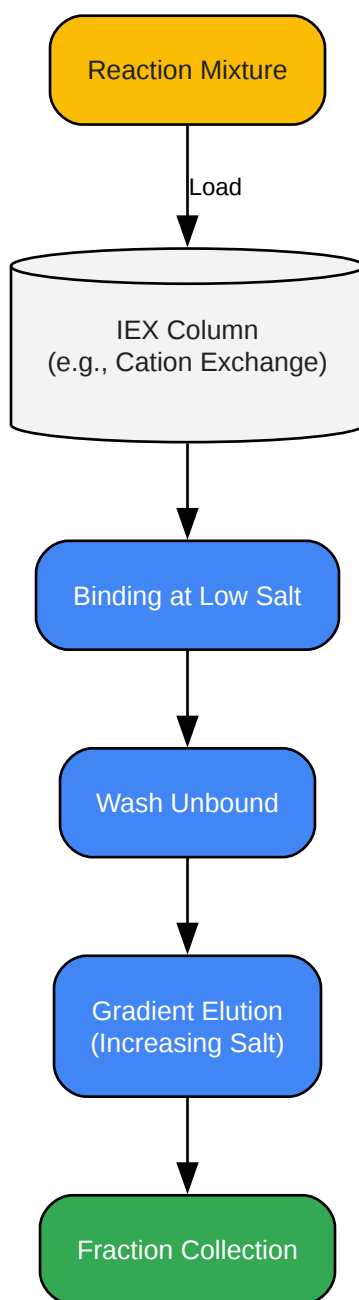 Reaction Mixture
Load
IEX Column
(e.g., Cation Exchange)
Binding at Low Salt
Wash Unbound
Gradient Elution
(Increasing Salt)
Fraction Collection